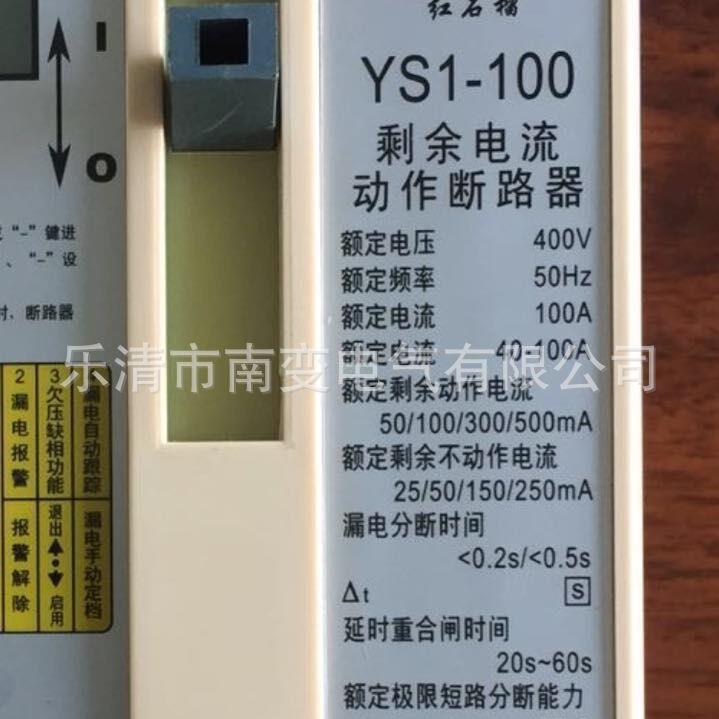 红石榴
YS1-100
剩余电流
动作断路器
额定电压 400V
额定频率 50Hz
额定电流 100A
额定电流 40-100A
额定剩余动作电流
50/100/300/500mA
额定剩余不动作电流
25/50/150/250mA
漏电分断时间
<0.2s/<0.5s
Δt S
延时重合闸时间
20s~60s
额定极限短路分断能力
I
O
“-”键进
、“-”设
时，断路器
2漏电报警
3欠压缺相功能
漏电自动跟踪
报警解除
退出 启用
漏电手动定档
乐清市南变电气有限公司